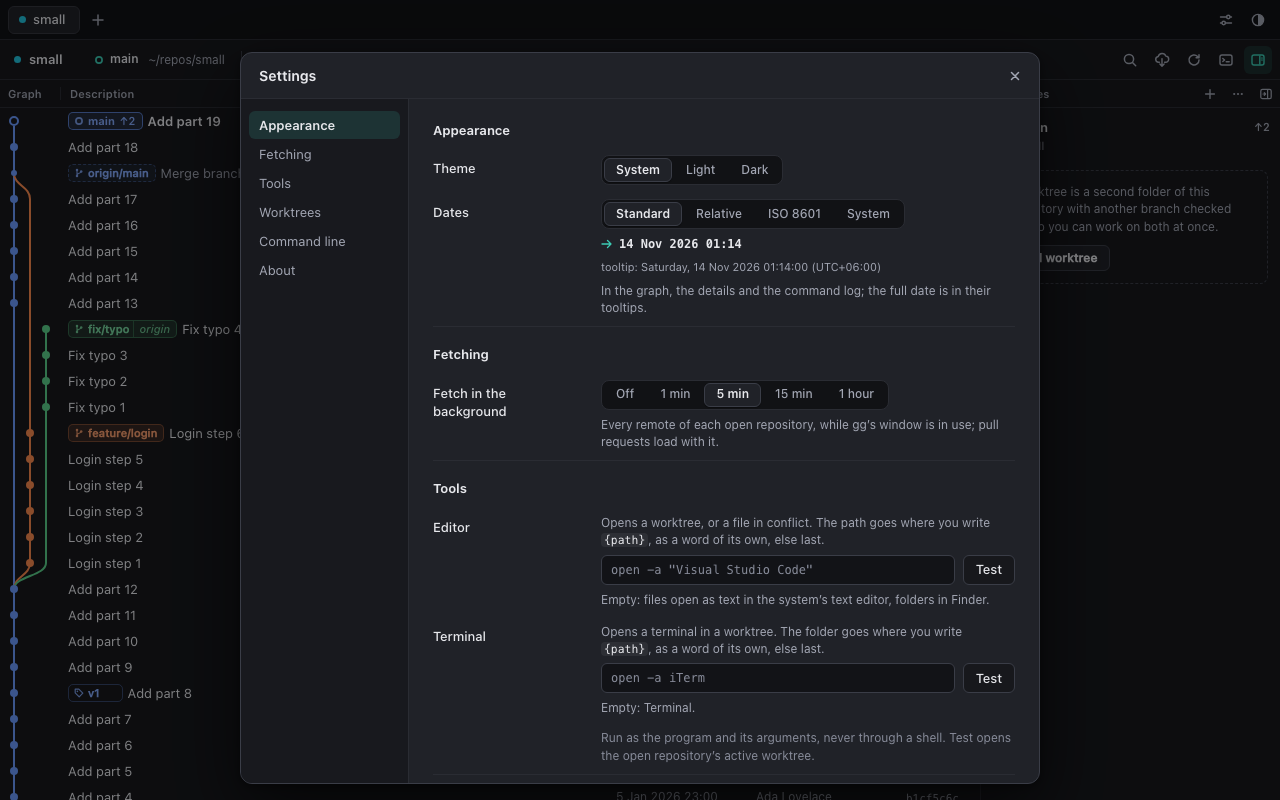 small
small
main ~/repos/small
Graph Description
main ↑2 Add part 19
Add part 18
origin/main Merge branch
Add part 17
Add part 16
Add part 15
Add part 14
Add part 13
fix/typo origin Fix typo 4
Fix typo 3
Fix typo 2
Fix typo 1
feature/login Login step 6
Login step 5
Login step 4
Login step 3
Login step 2
Login step 1
Add part 12
Add part 11
Add part 10
Add part 9
v1 Add part 8
Add part 7
Add part 6
Add part 5
Add part 4
Settings
Appearance
Fetching
Tools
Worktrees
Command line
About
Appearance
Theme
System Light Dark
Dates
Standard Relative ISO 8601 System
→ 14 Nov 2026 01:14
tooltip: Saturday, 14 Nov 2026 01:14:00 (UTC+06:00)
In the graph, the details and the command log; the full date is in their
tooltips.
Fetching
Fetch in the
background
Off 1 min 5 min 15 min 1 hour
Every remote of each open repository, while gg's window is in use; pull
requests load with it.
Tools
Editor
Opens a worktree, or a file in conflict. The path goes where you write
{path}, as a word of its own, else last.
open -a "Visual Studio Code" Test
Empty: files open as text in the system's text editor, folders in Finder.
Terminal
Opens a terminal in a worktree. The folder goes where you write
{path}, as a word of its own, else last.
open -a iTerm Test
Empty: Terminal.
Run as the program and its arguments, never through a shell. Test opens
the open repository's active worktree.
↑2
is a second folder of this
with another branch checked
you can work on both at once.
worktree
5 Jan 2026 23:00 Ada Lovelace